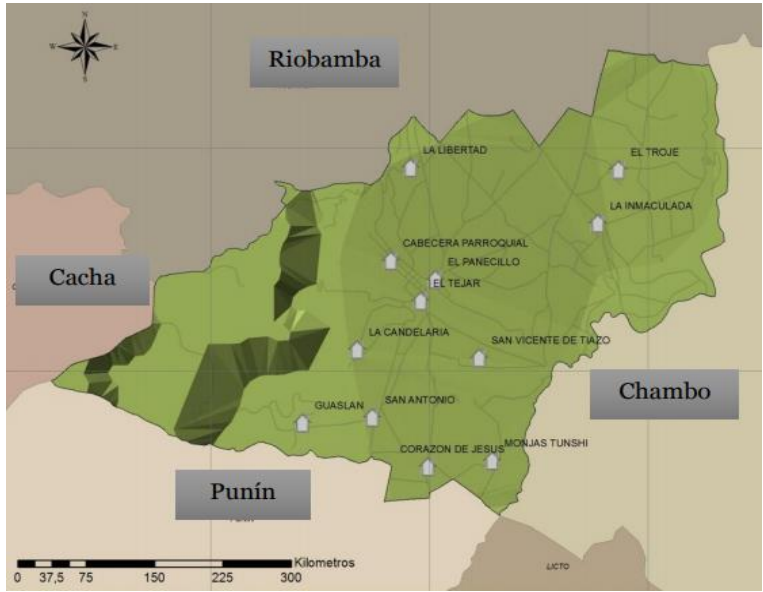 N
W E
S
Riobamba
LA LIBERTAD
EL TROJE
LA INMACULADA
CABECERA PARROQUIAL
EL PANECILLO
Cacha
EL TEJAR
LA CANDELARIA
SAN VICENTE DE TIAZO
Chambo
GUASLAN
SAN ANTONIO
CORAZON DE JESUS
MONJAS TUNSHI
Punín
LICTO
Kilometros
0 37,5 75 150 225 300